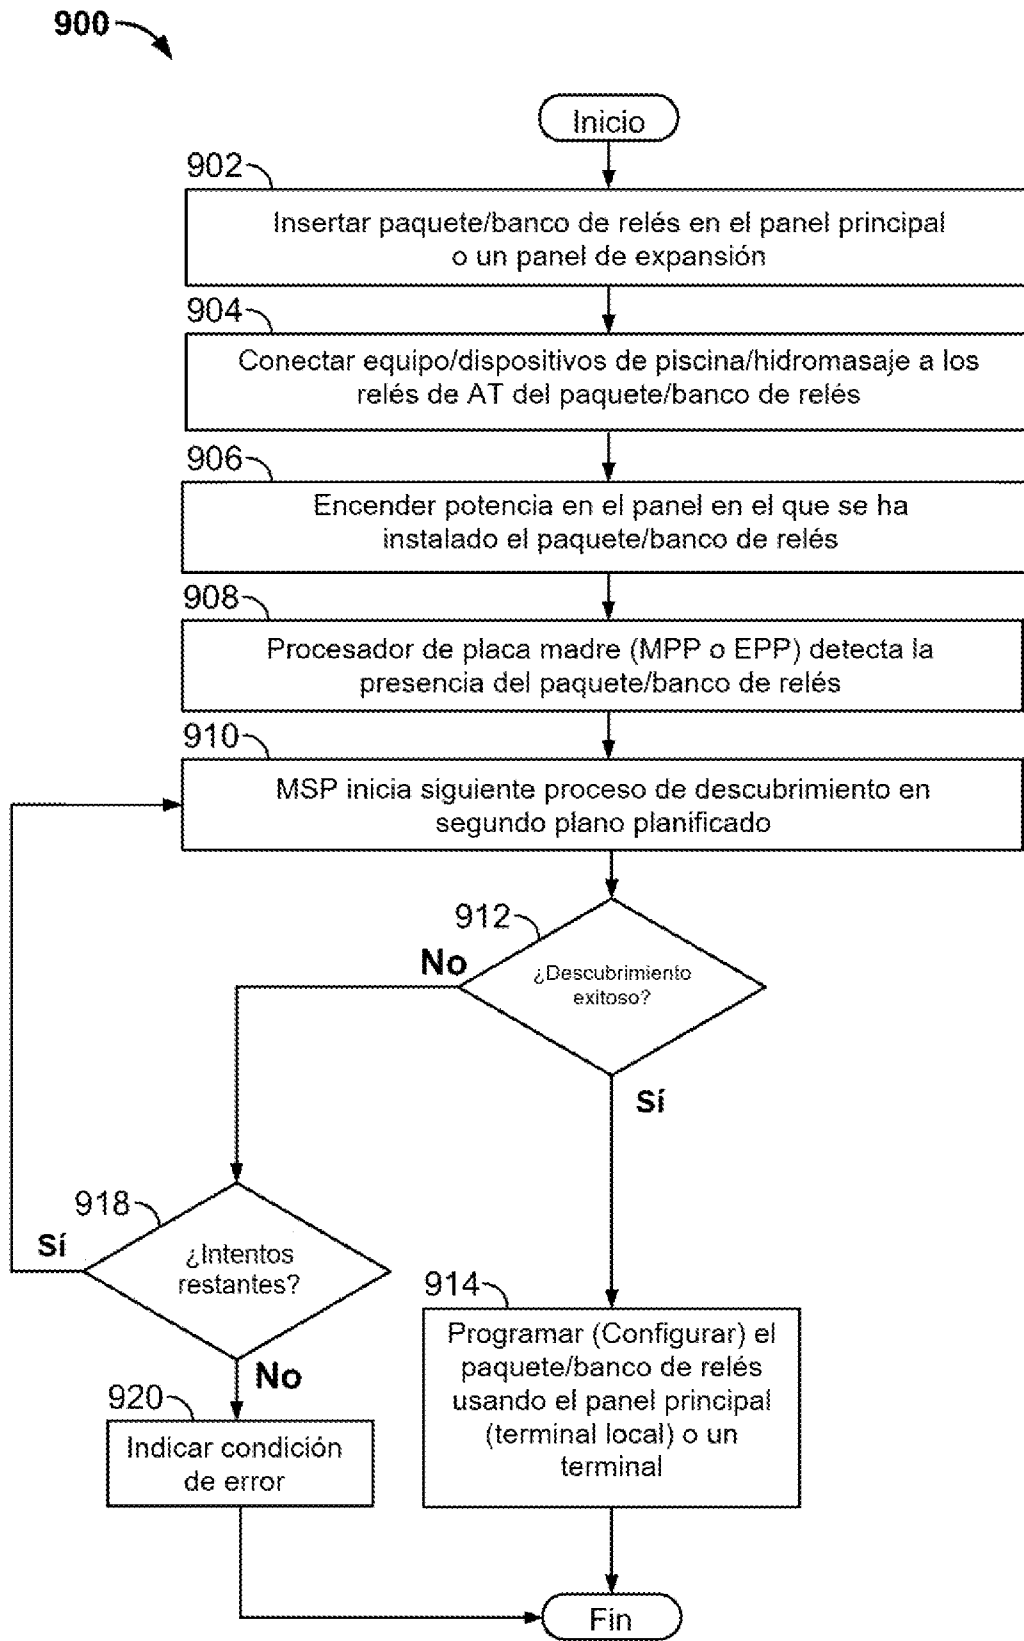 900
Inicio
902
Insertar paquete/banco de relés en el panel principal
o un panel de expansión
904
Conectar equipo/dispositivos de piscina/hidromasaje a los
relés de AT del paquete/banco de relés
906
Encender potencia en el panel en el que se ha
instalado el paquete/banco de relés
908
Procesador de placa madre (MPP o EPP) detecta la
presencia del paquete/banco de relés
910
MSP inicia siguiente proceso de descubrimiento en
segundo plano planificado
912
No
¿Descubrimiento
exitoso?
Sí
918
Sí
¿Intentos
restantes?
No
914
Programar (Configurar) el
paquete/banco de relés
usando el panel principal
(terminal local) o un
terminal
920
Indicar condición
de error
Fin